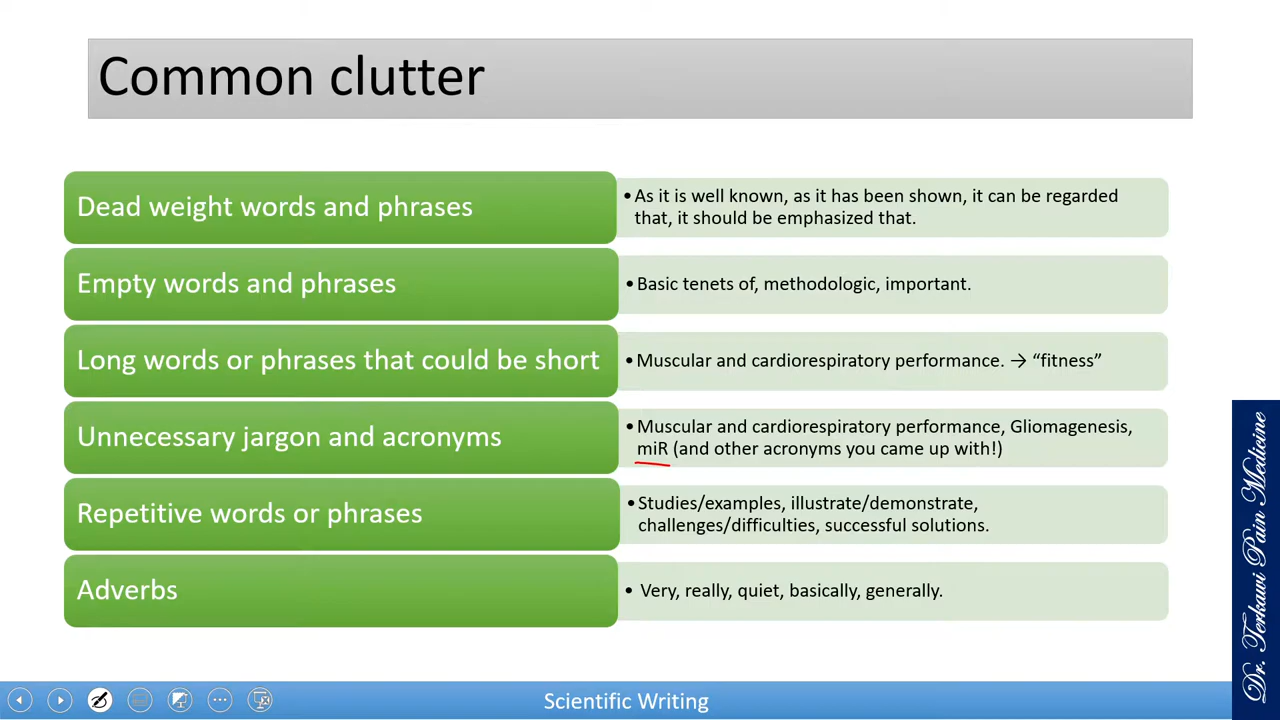 Common clutter
Dead weight words and phrases
•As it is well known, as it has been shown, it can be regarded
that, it should be emphasized that.
Empty words and phrases
•Basic tenets of, methodologic, important.
Long words or phrases that could be short
•Muscular and cardiorespiratory performance. → “fitness”
Unnecessary jargon and acronyms
•Muscular and cardiorespiratory performance, Gliomagenesis,
miR (and other acronyms you came up with!)
Repetitive words or phrases
•Studies/examples, illustrate/demonstrate,
challenges/difficulties, successful solutions.
Adverbs
• Very, really, quiet, basically, generally.
Scientific Writing
Dr. Terkawi Pain Medicine